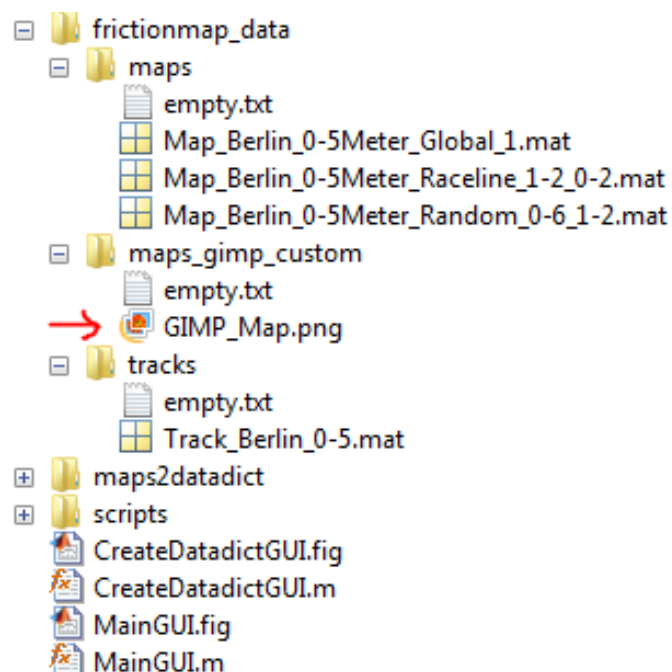 frictionmap_data
maps
empty.txt
Map_Berlin_0-5Meter_Global_1.mat
Map_Berlin_0-5Meter_Raceline_1-2_0-2.mat
Map_Berlin_0-5Meter_Random_0-6_1-2.mat
maps_gimp_custom
empty.txt
GIMP_Map.png
tracks
empty.txt
Track_Berlin_0-5.mat
maps2datadict
scripts
CreateDatadictGUI.fig
CreateDatadictGUI.m
MainGUI.fig
MainGUI.m